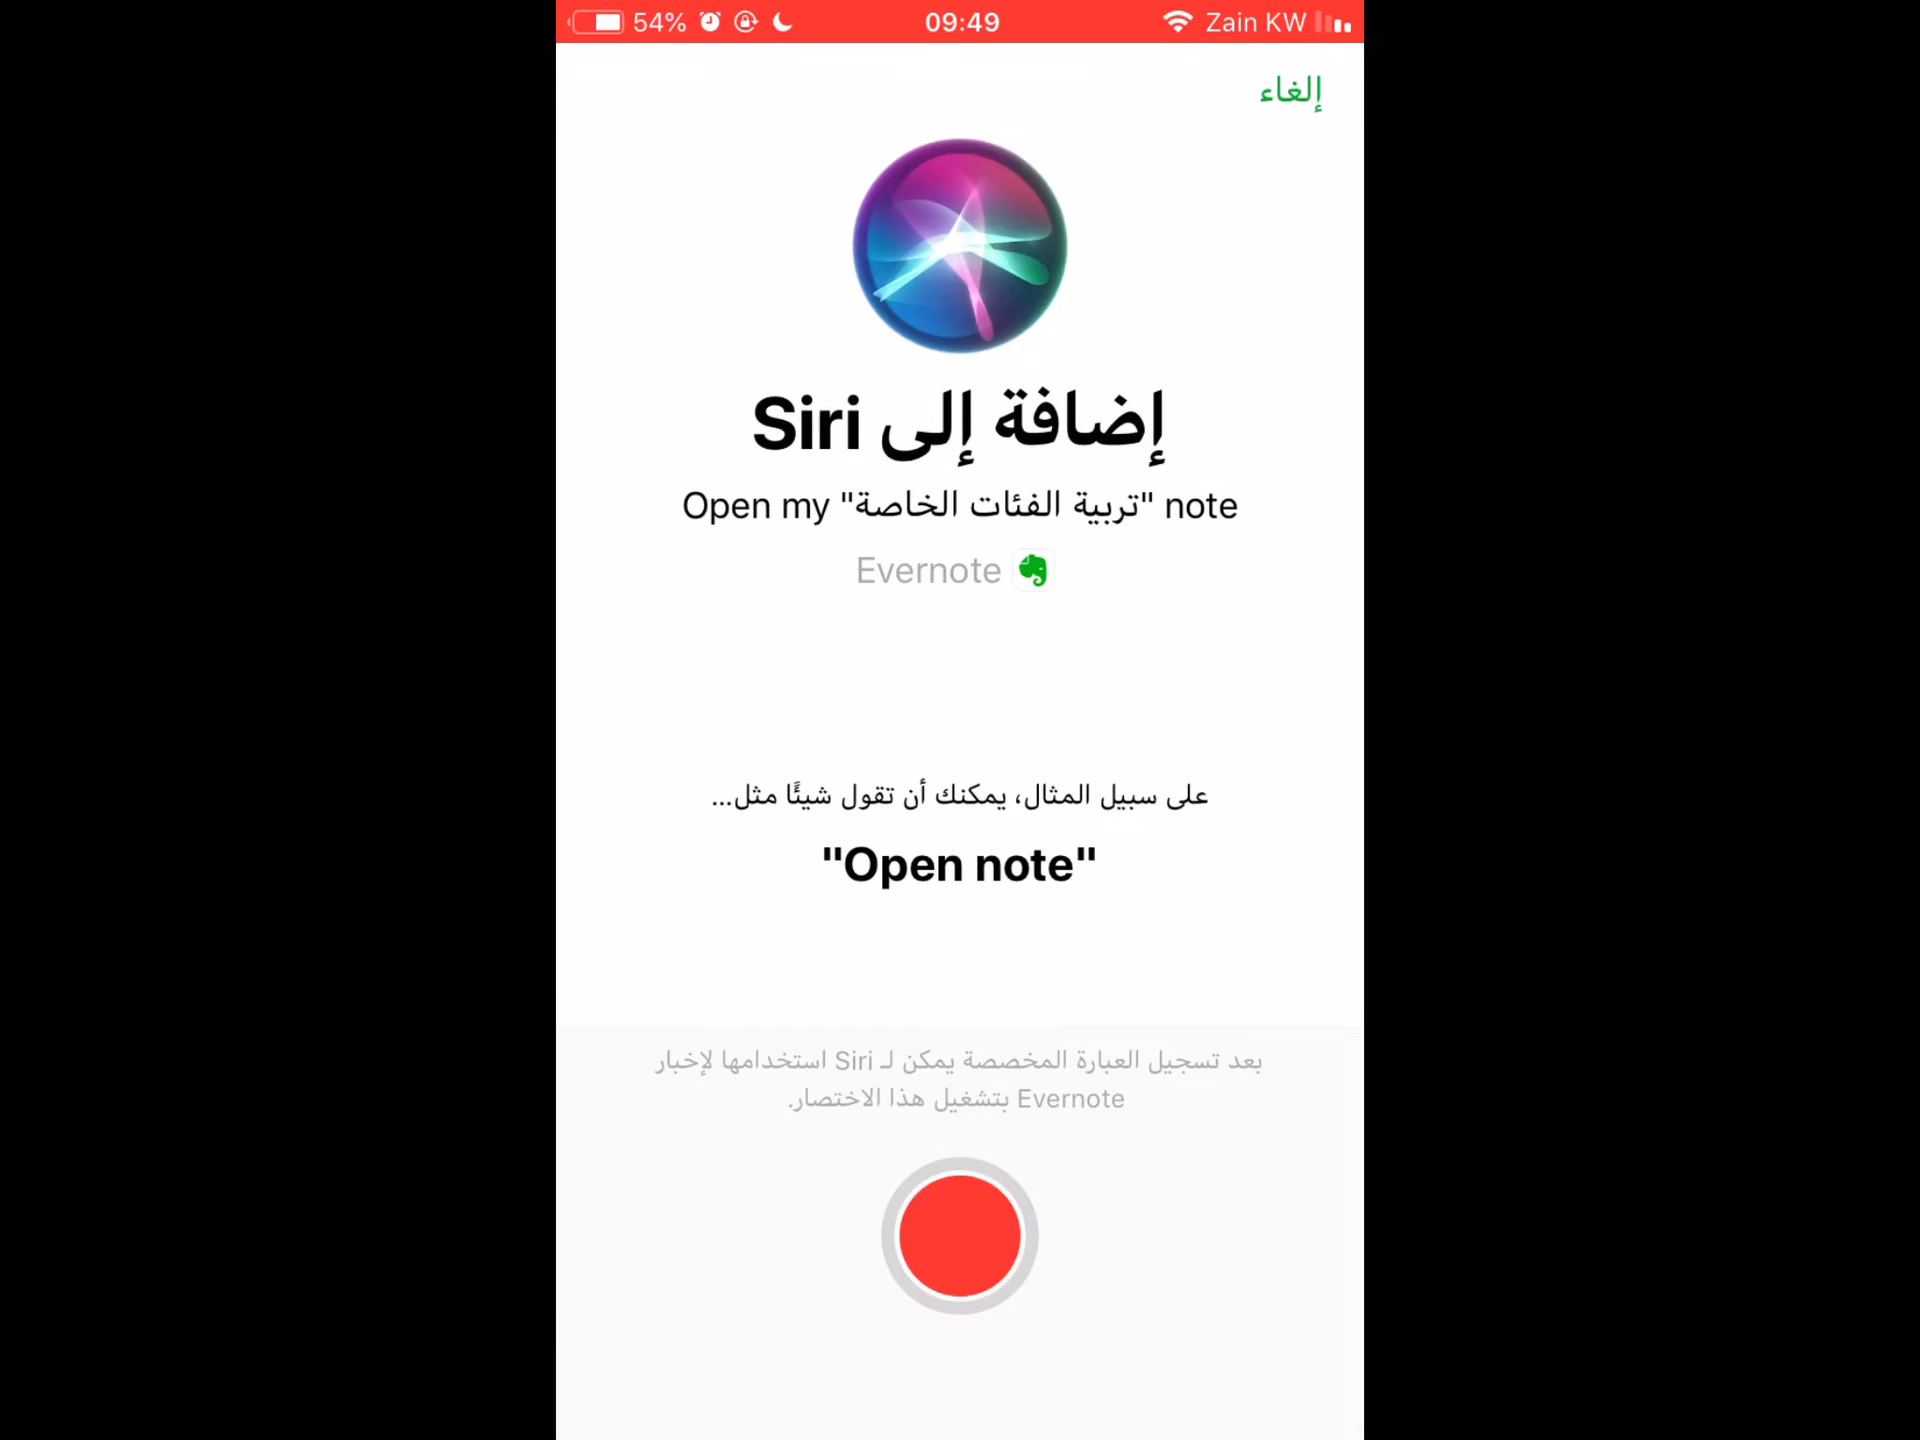 54% 09:49 Zain KW
إلغاء
إضافة إلى Siri
Open my "تربية الفئات الخاصة" note
Evernote
على سبيل المثال، يمكنك أن تقول شيئًا مثل...
"Open note"
بعد تسجيل العبارة المخصصة يمكن لـ Siri استخدامها لإخبار
Evernote بتشغيل هذا الاختصار.